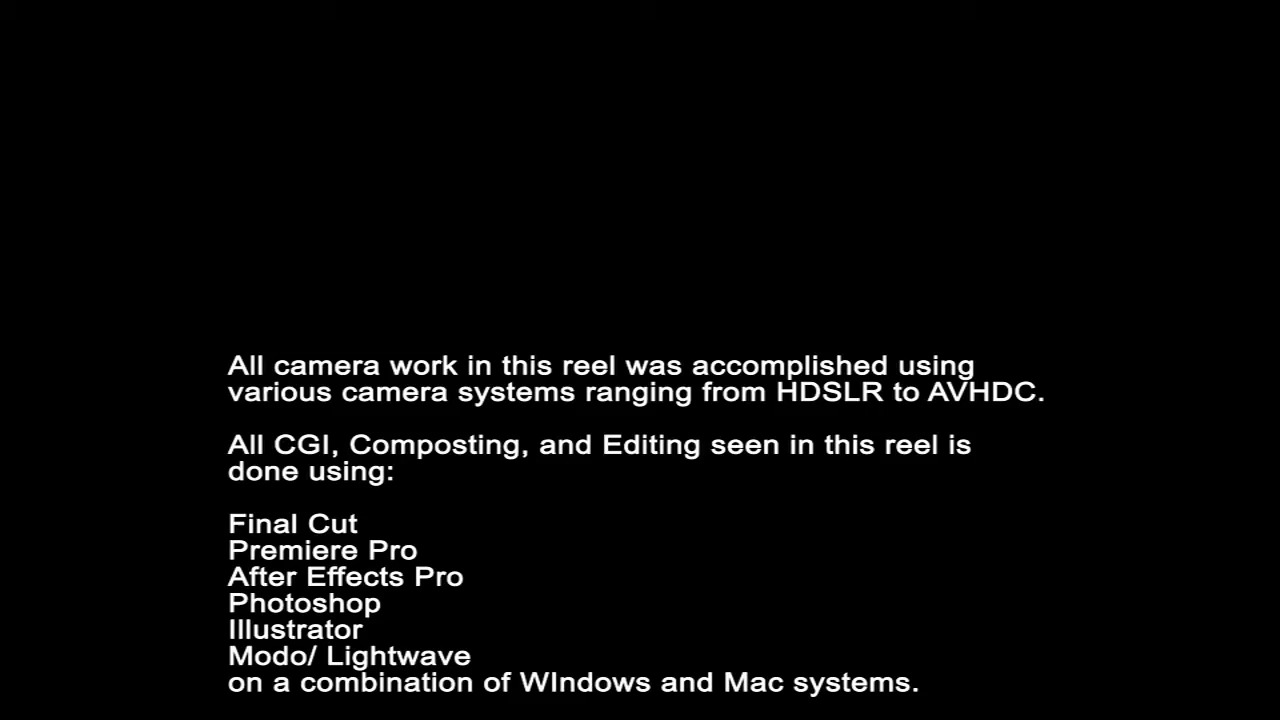 All camera work in this reel was accomplished using
various camera systems ranging from HDSLR to AVHDC.
All CGI, Composting, and Editing seen in this reel is
done using:
Final Cut
Premiere Pro
After Effects Pro
Photoshop
Illustrator
Modo/ Lightwave
on a combination of WIndows and Mac systems.